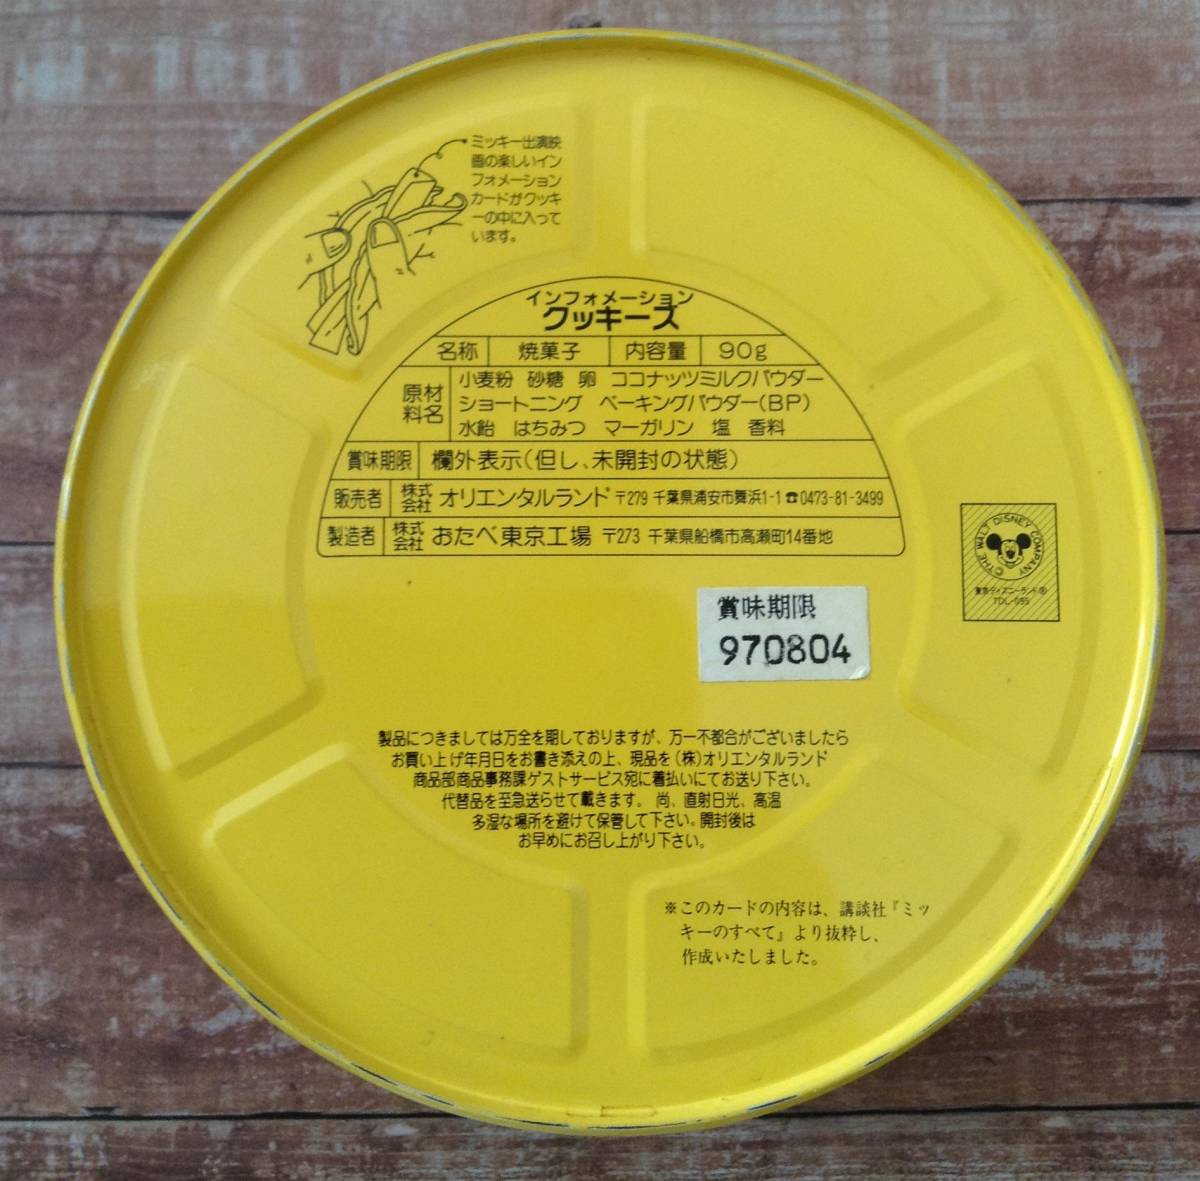 ミッキー出演映
画の楽しいイン
フォメーション
カードがクッキ
ーの中に入って
います。
インフォメーション
クッキーズ
名称 焼菓子 内容量 90g
原材料名 小麦粉 砂糖 卵 ココナッツミルクパウダー
ショートニング ベーキングパウダー(BP)
水飴 はちみつ マーガリン 塩 香料
賞味期限 欄外表示(但し、未開封の状態)
販売者 株式会社 オリエンタルランド 〒279 千葉県浦安市舞浜1-1 ☎0473-81-3499
製造者 株式会社 おたべ東京工場 〒273 千葉県船橋市高瀬町14番地
©THE WALT DISNEY COMPANY
東京ディズニーランド®
TDL-055
賞味期限
970804
製品につきましては万全を期しておりますが、万一不都合がございましたら
お買い上げ年月日をお書き添えの上、現品を(株)オリエンタルランド
商品部商品事務課ゲストサービス宛に着払いにてお送り下さい。
代替品を至急送らせて戴きます。 尚、直射日光、高温
多湿な場所を避けて保管して下さい。開封後は
お早めにお召し上がり下さい。
※このカードの内容は、講談社『ミッ
キーのすべて』より抜粋し、
作成いたしました。